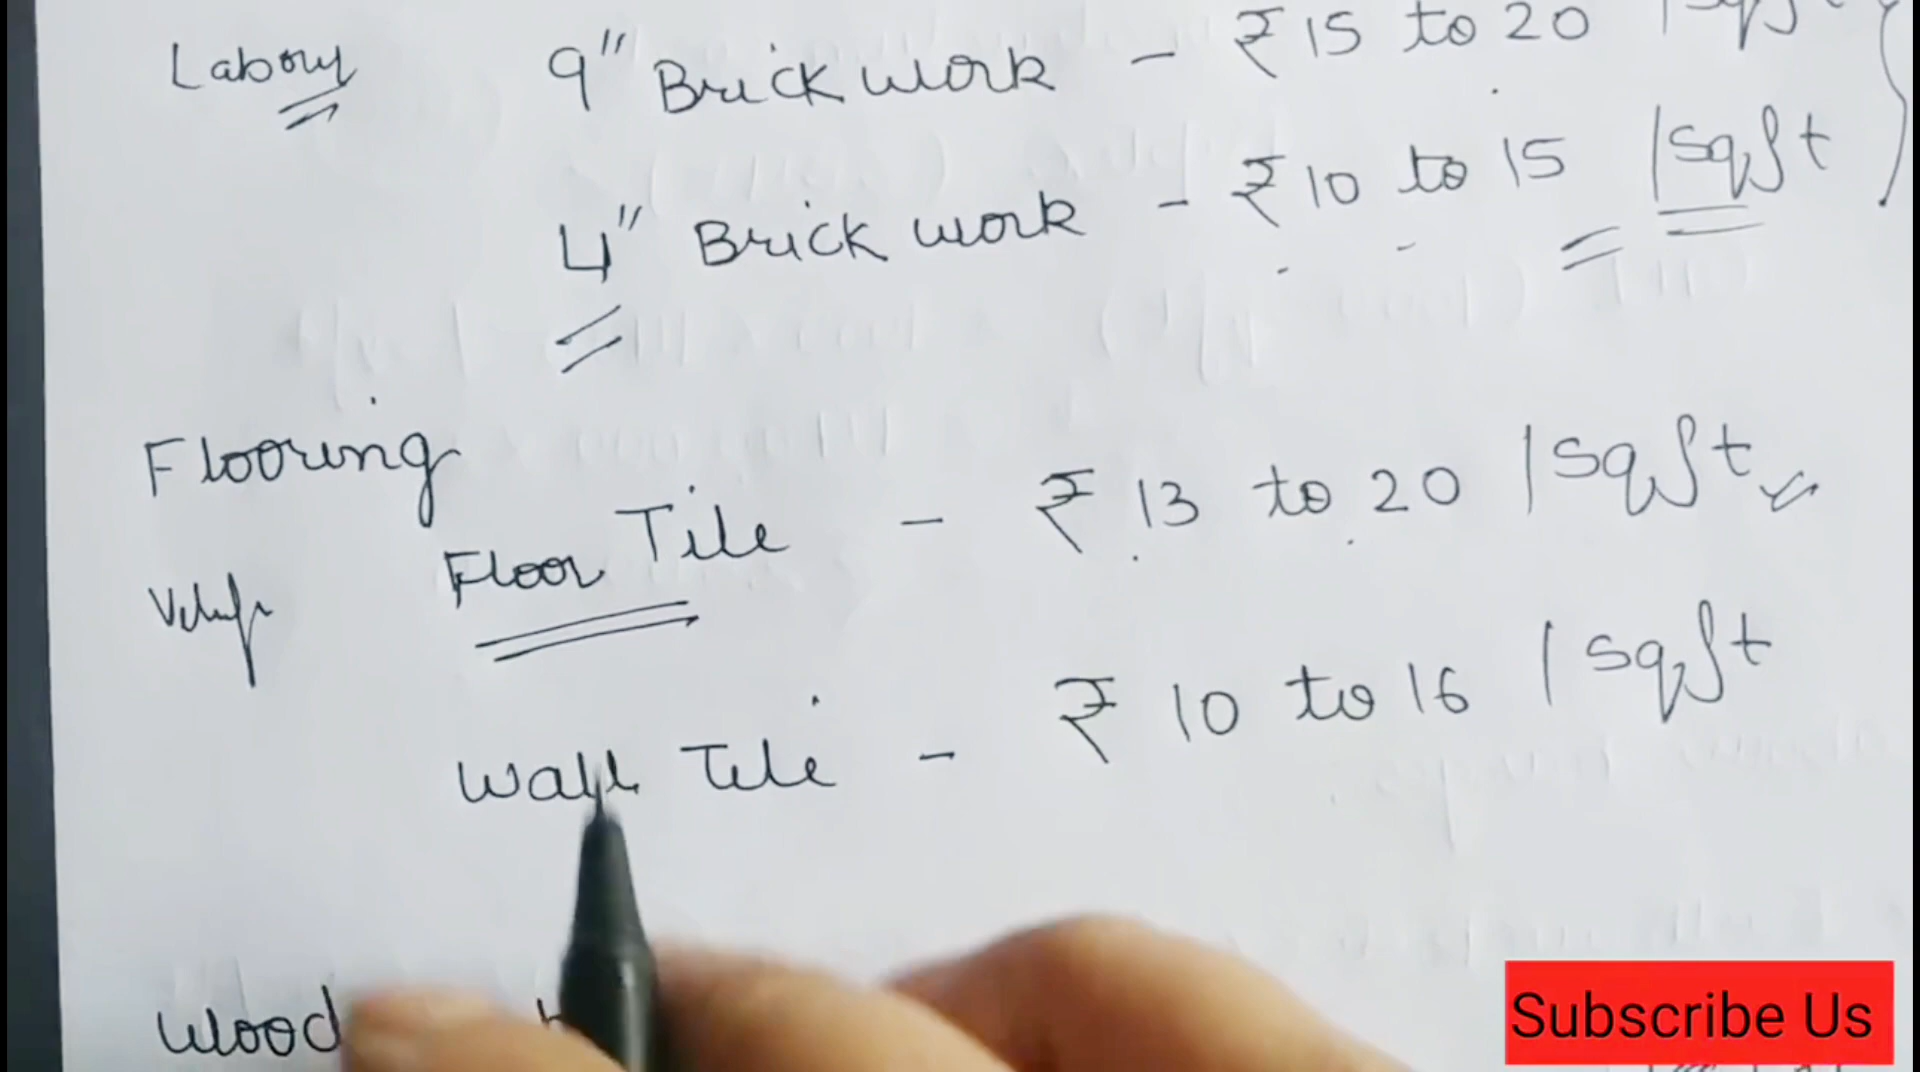 Labour 9" Brick work - ₹ 15 to 20 /sqft
4" Brick work - ₹ 10 to 15 /sqft
Flooring
Floor Tile - ₹ 13 to 20 /sqft
Wall Tile - ₹ 10 to 16 /sqft
Wood
Subscribe Us